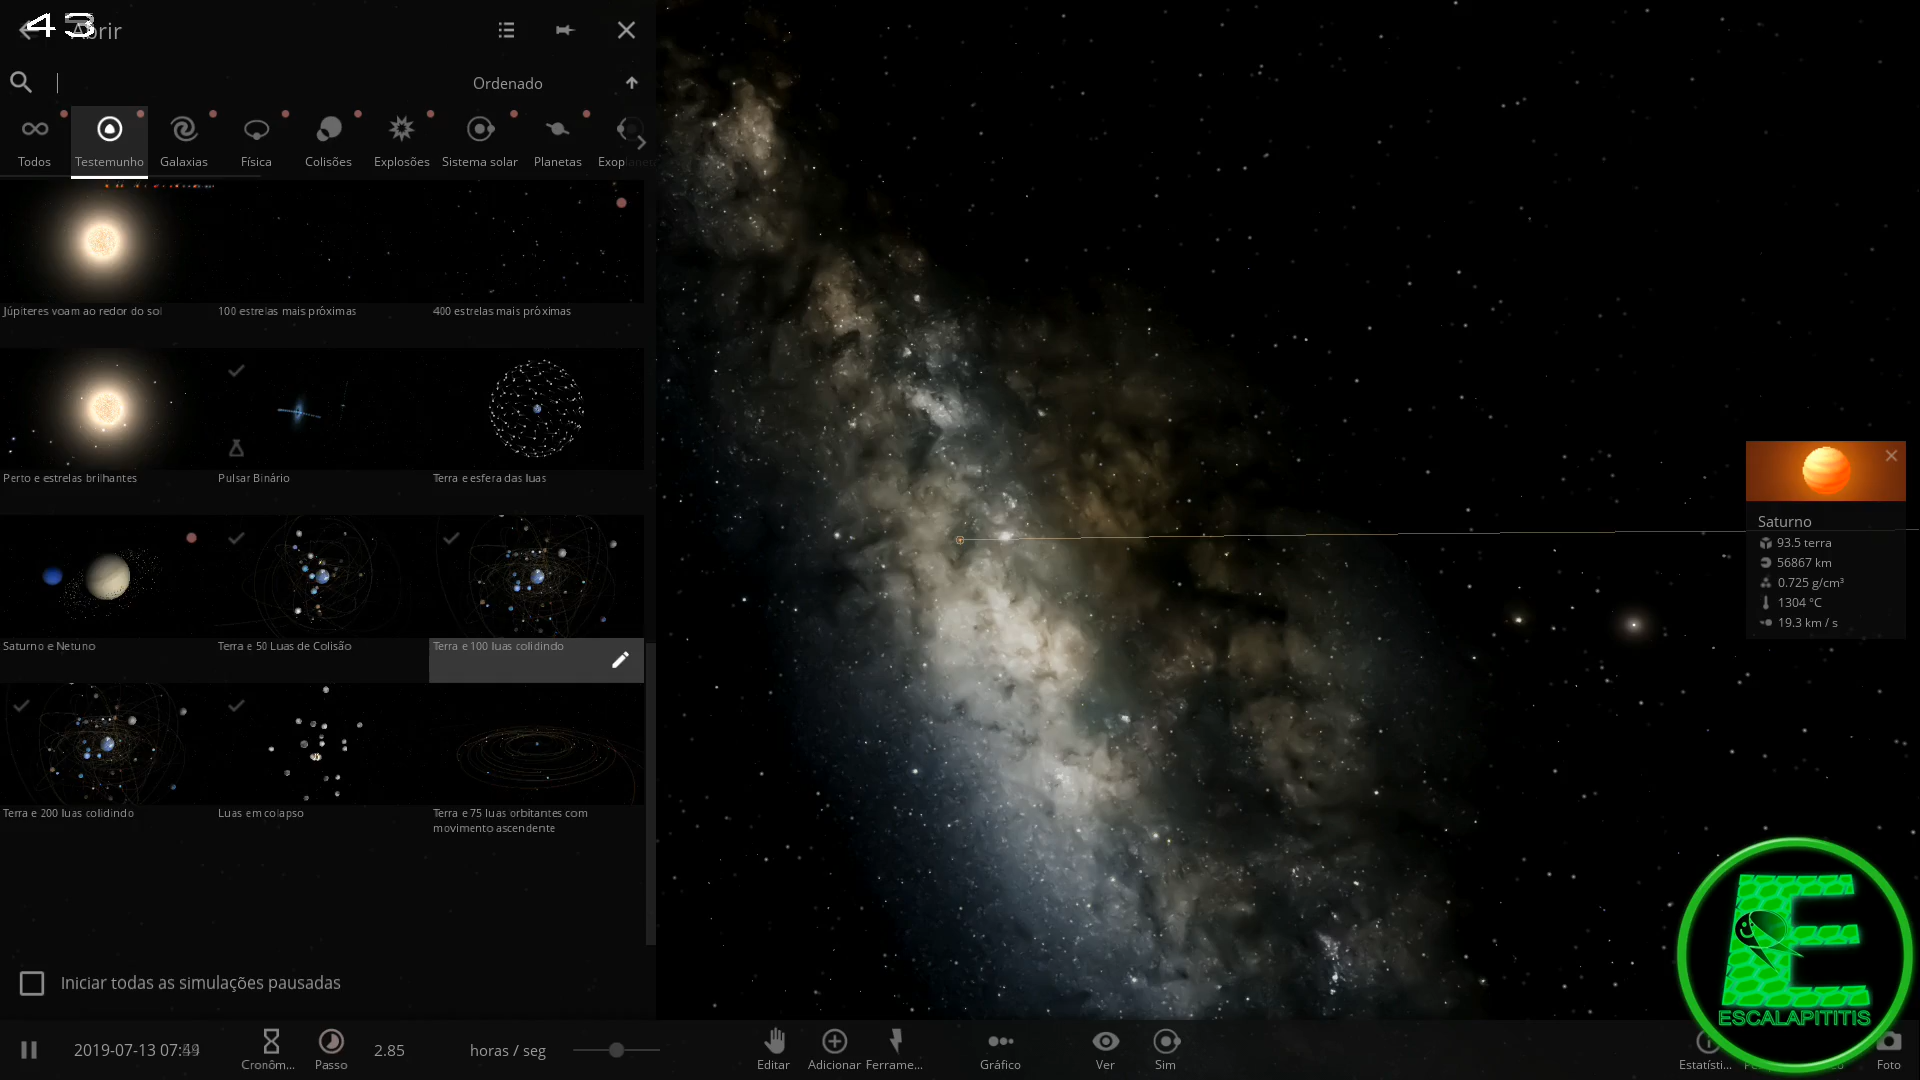 43
Abrir
Ordenado
Todos
Testemunho
Galaxias
Física
Colisões
Explosões
Sistema solar
Planetas
Exoplanet
Júpiteres voam ao redor do sol
100 estrelas mais próximas
400 estrelas mais próximas
Perto e estrelas brilhantes
Pulsar Binário
Terra e esfera das luas
Saturno e Netuno
Terra e 50 Luas de Colisão
Terra e 100 luas colidindo
Terra e 200 luas colidindo
Luas em colapso
Terra e 75 luas orbitantes com
movimento ascendente
Iniciar todas as simulações pausadas
Saturno
93.5 terra
56867 km
0.725 g/cm³
1304 °C
19.3 km / s
ESCALAPITITIS
2019-07-13 07:
Cronôm...
Passo
2.85
horas / seg
Editar
Adicionar
Ferrame...
Gráfico
Ver
Sim
Estatísti...
Foto